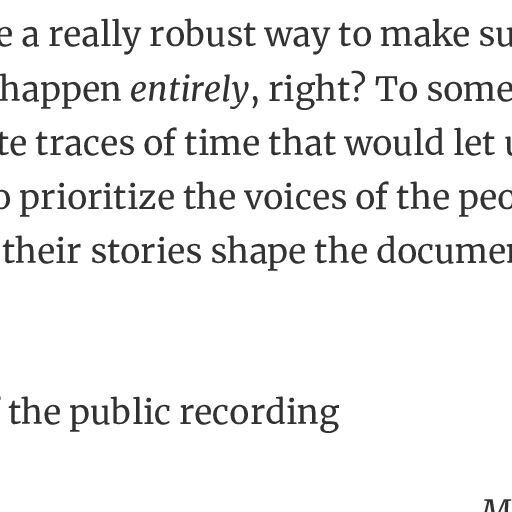 e a really robust way to make su
happen entirely, right? To some
te traces of time that would let u
o prioritize the voices of the peo
their stories shape the documen
the public recording
M